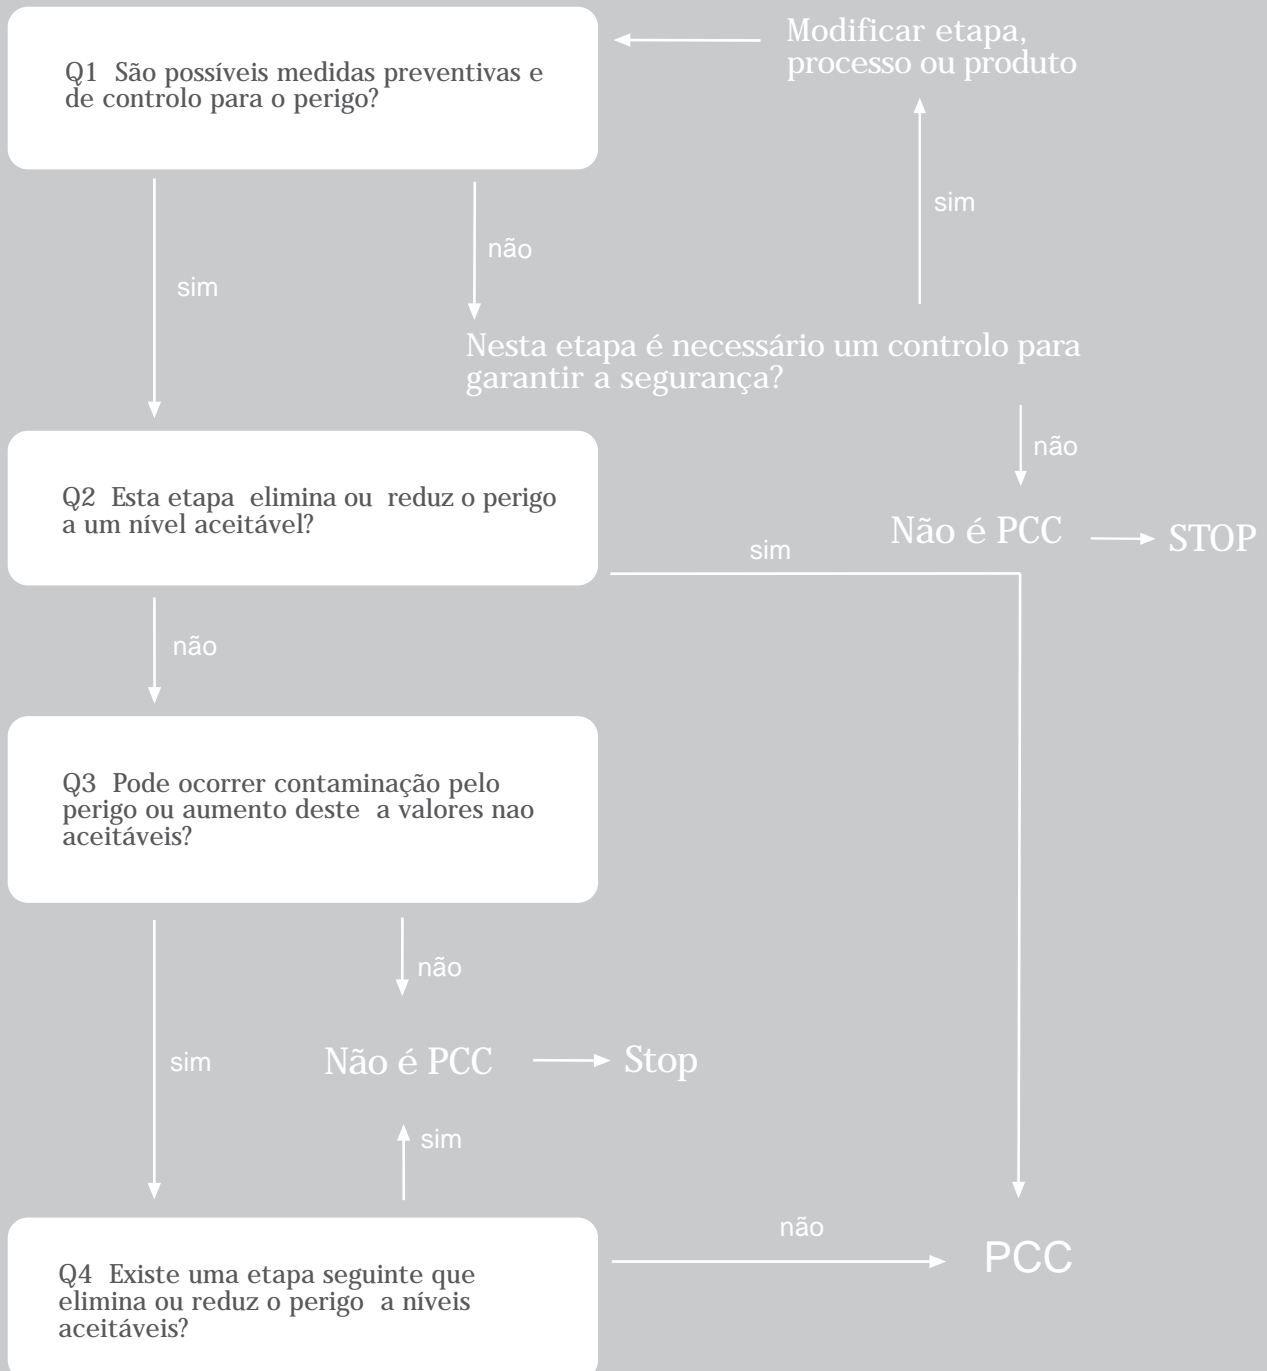 Modificar etapa,
processo ou produto
Q1 São possíveis medidas preventivas e
de controlo para o perigo?
sim
não
sim
Nesta etapa é necessário um controlo para
garantir a segurança?
não
Q2 Esta etapa elimina ou reduz o perigo
a um nível aceitável?
Não é PCC
STOP
sim
não
Q3 Pode ocorrer contaminação pelo
perigo ou aumento deste a valores nao
aceitáveis?
não
sim
Não é PCC
Stop
sim
não
PCC
Q4 Existe uma etapa seguinte que
elimina ou reduz o perigo a níveis
aceitáveis?